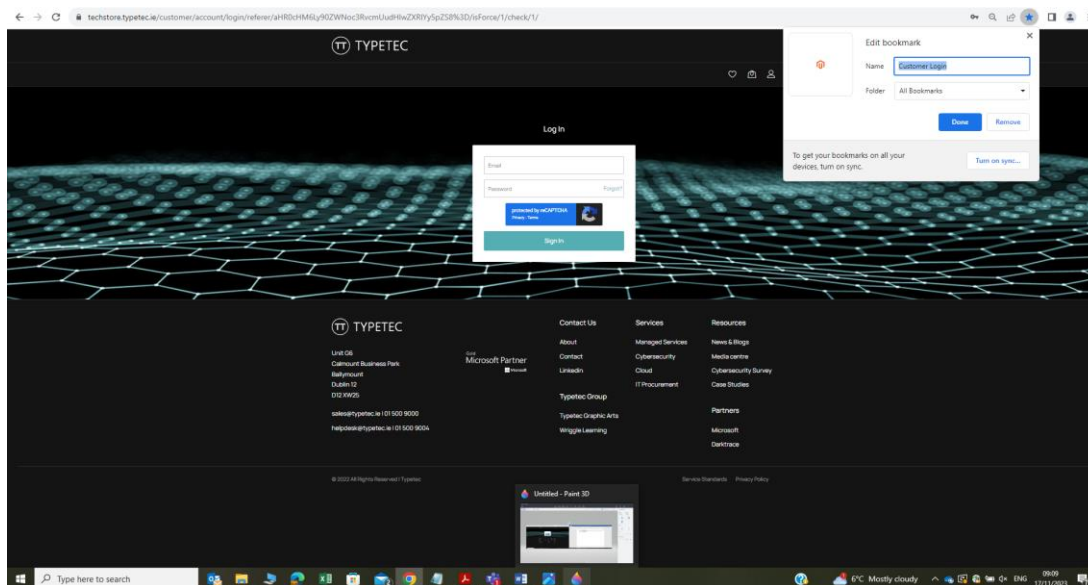 techstore.typetec.ie/customer/account/login/referer/aHR0cHM6Ly90ZWNoc3RvcmUudHlwZXRlYy5pZS8%3D/isForce/1/check/1/
TYPETEC
Edit bookmark
Name Customer Login
Folder All Bookmarks
Done Remove
To get your bookmarks on all your
devices, turn on sync.
Turn on sync...
Log In
Email
Password Forgot?
protected by reCAPTCHA
Privacy - Terms
Sign In
TYPETEC
Unit G6
Calmount Business Park
Ballymount
Dublin 12
D12 XW25
sales@typetec.ie | 01 500 9000
helpdesk@typetec.ie | 01 500 9004
Gold
Microsoft Partner
Microsoft
Contact Us
About
Contact
Linkedin
Typetec Group
Typetec Graphic Arts
Wriggle Learning
Services
Managed Services
Cybersecurity
Cloud
IT Procurement
Resources
News & Blogs
Media centre
Cybersecurity Survey
Case Studies
Partners
Microsoft
Darktrace
© 2023 All Rights Reserved | Typetec
Service Standards Privacy Policy
Untitled - Paint 3D
Type here to search
6°C Mostly cloudy
ENG
09:09
17/11/2023